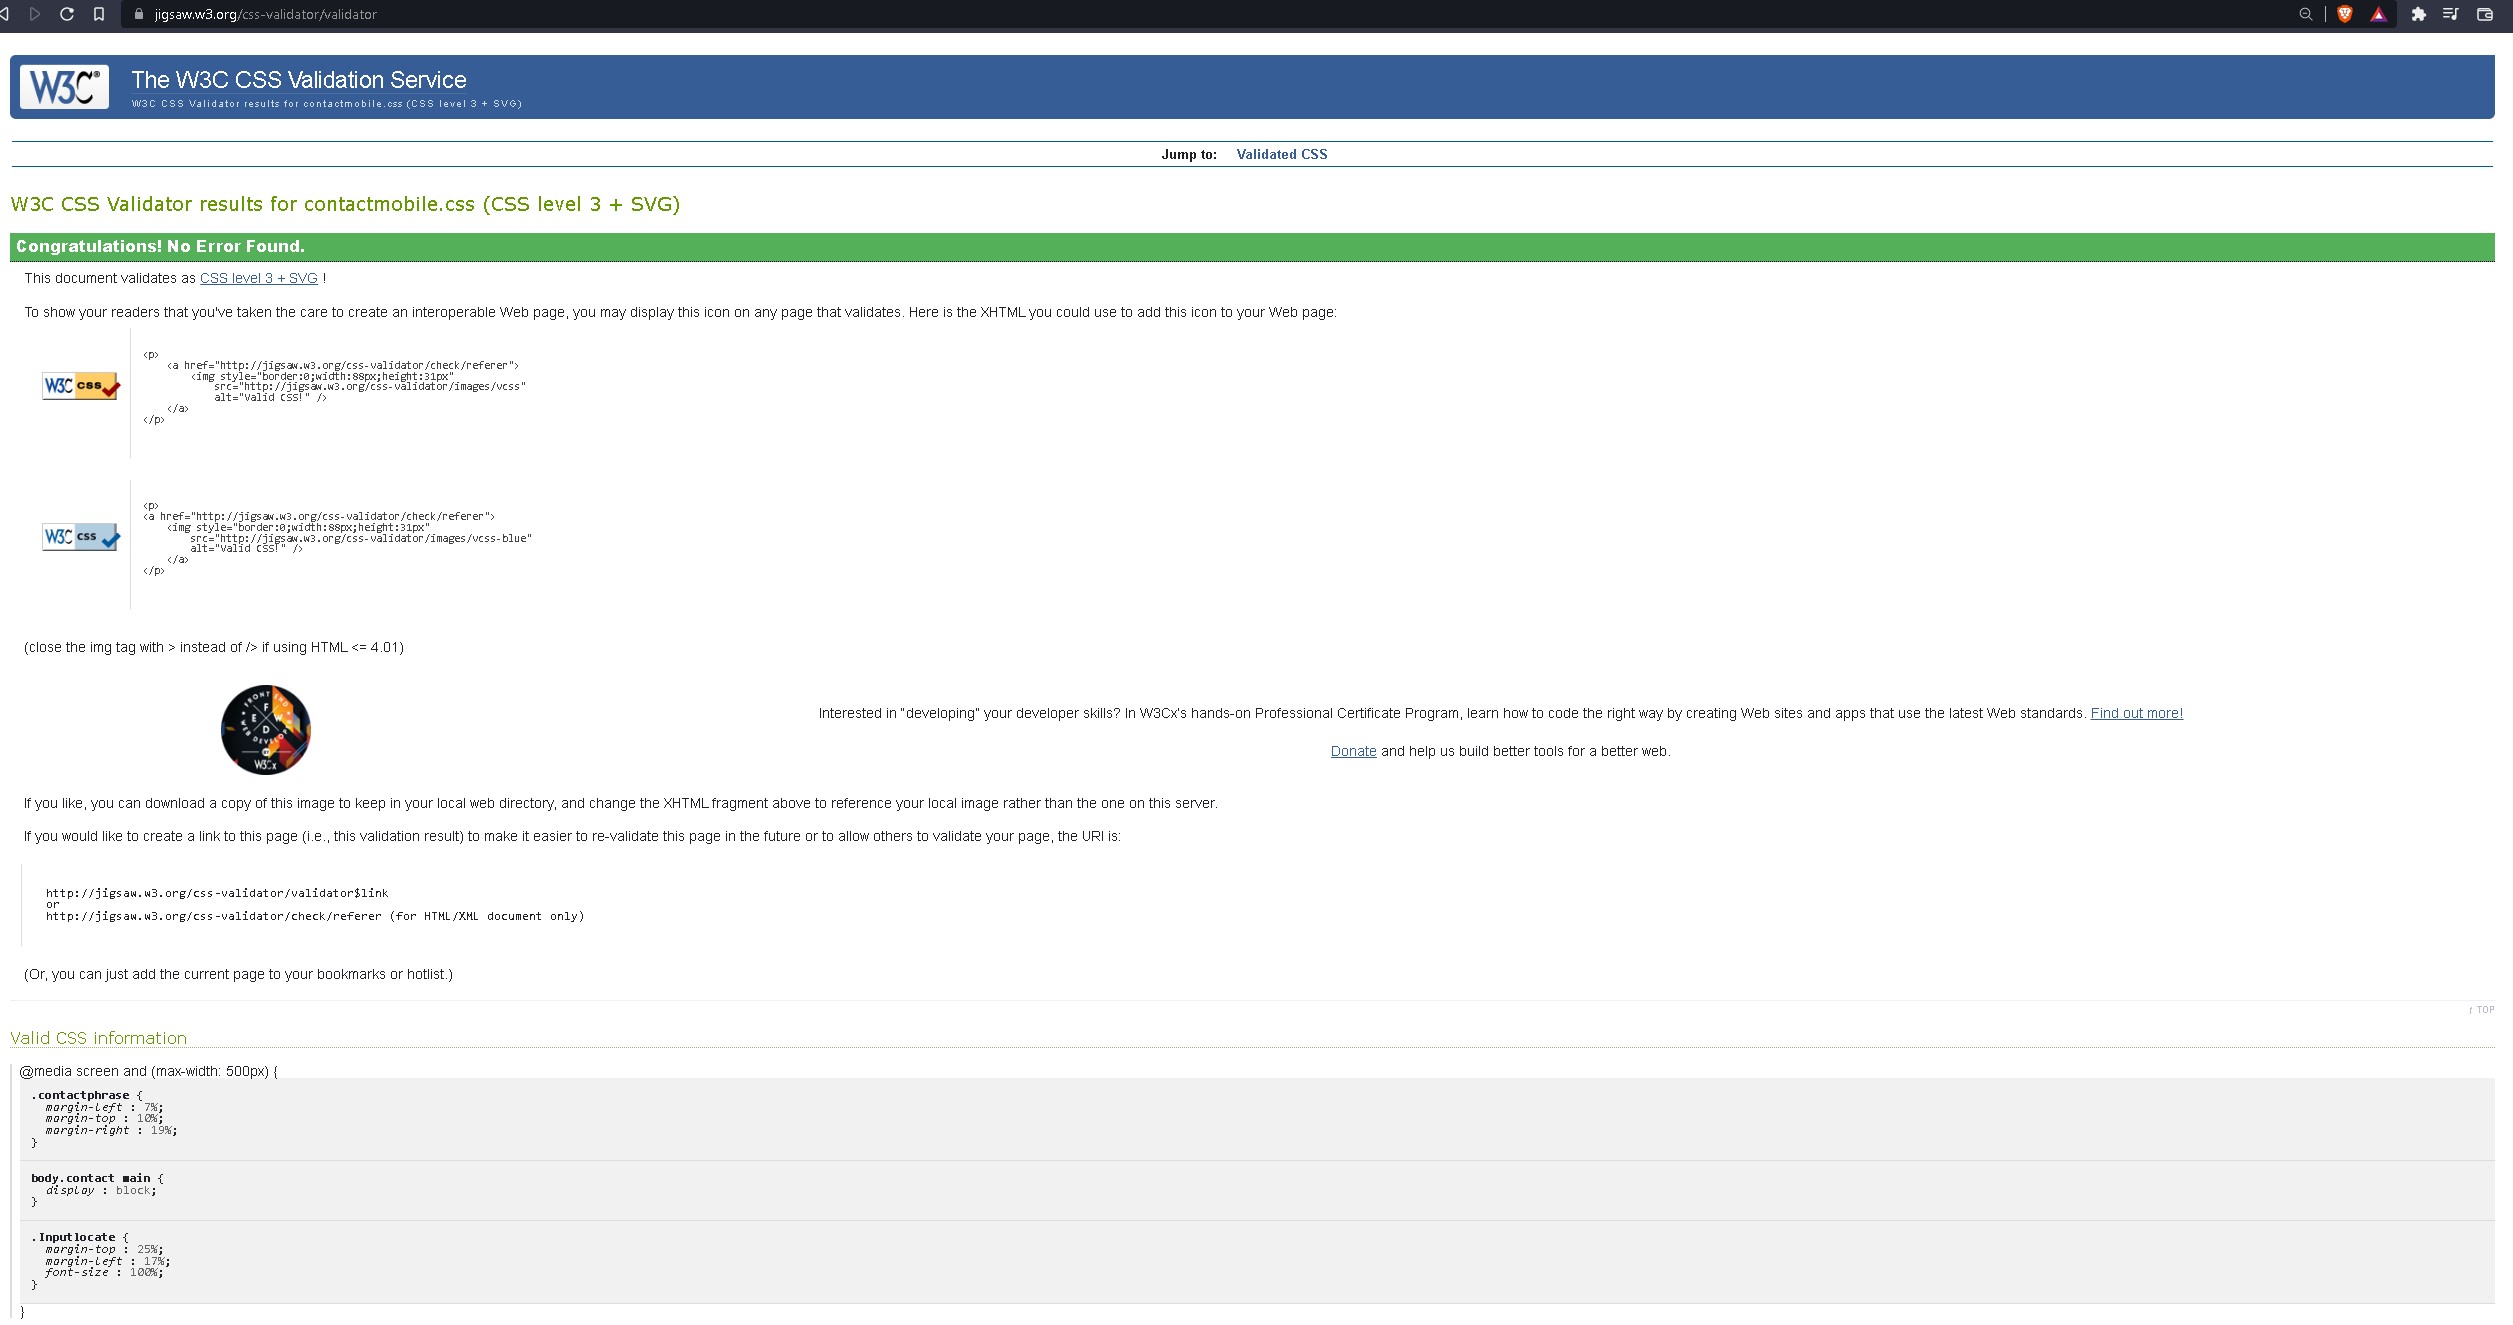 jigsaw.w3.org/css-validator/validator
W3C®
The W3C CSS Validation Service
W3C CSS Validator results for contactmobile.css (CSS level 3 + SVG)
Jump to: Validated CSS
W3C CSS Validator results for contactmobile.css (CSS level 3 + SVG)
Congratulations! No Error Found.
This document validates as CSS level 3 + SVG !
To show your readers that you've taken the care to create an interoperable Web page, you may display this icon on any page that validates. Here is the XHTML you could use to add this icon to your Web page:
W3C css
<p>
<a href="http://jigsaw.w3.org/css-validator/check/referer">
<img style="border:0;width:88px;height:31px"
src="http://jigsaw.w3.org/css-validator/images/vcss"
alt="Valid CSS!" />
</a>
</p>
W3C css
<p>
<a href="http://jigsaw.w3.org/css-validator/check/referer">
<img style="border:0;width:88px;height:31px"
src="http://jigsaw.w3.org/css-validator/images/vcss-blue"
alt="Valid CSS!" />
</a>
</p>
(close the img tag with > instead of /> if using HTML <= 4.01)
FRONT END
F
E W
D
W3Cx
Interested in "developing" your developer skills? In W3Cx's hands-on Professional Certificate Program, learn how to code the right way by creating Web sites and apps that use the latest Web standards. Find out more!
Donate and help us build better tools for a better web.
If you like, you can download a copy of this image to keep in your local web directory, and change the XHTML fragment above to reference your local image rather than the one on this server.
If you would like to create a link to this page (i.e., this validation result) to make it easier to re-validate this page in the future or to allow others to validate your page, the URI is:
http://jigsaw.w3.org/css-validator/validator$link
or
http://jigsaw.w3.org/css-validator/check/referer (for HTML/XML document only)
(Or, you can just add the current page to your bookmarks or hotlist.)
↑ TOP
Valid CSS information
@media screen and (max-width: 500px) {
.contactphrase {
margin-left : 7%;
margin-top : 10%;
margin-right : 19%;
}
body.contact main {
display : block;
}
.Inputlocate {
margin-top : 25%;
margin-left : 17%;
font-size : 100%;
}
}